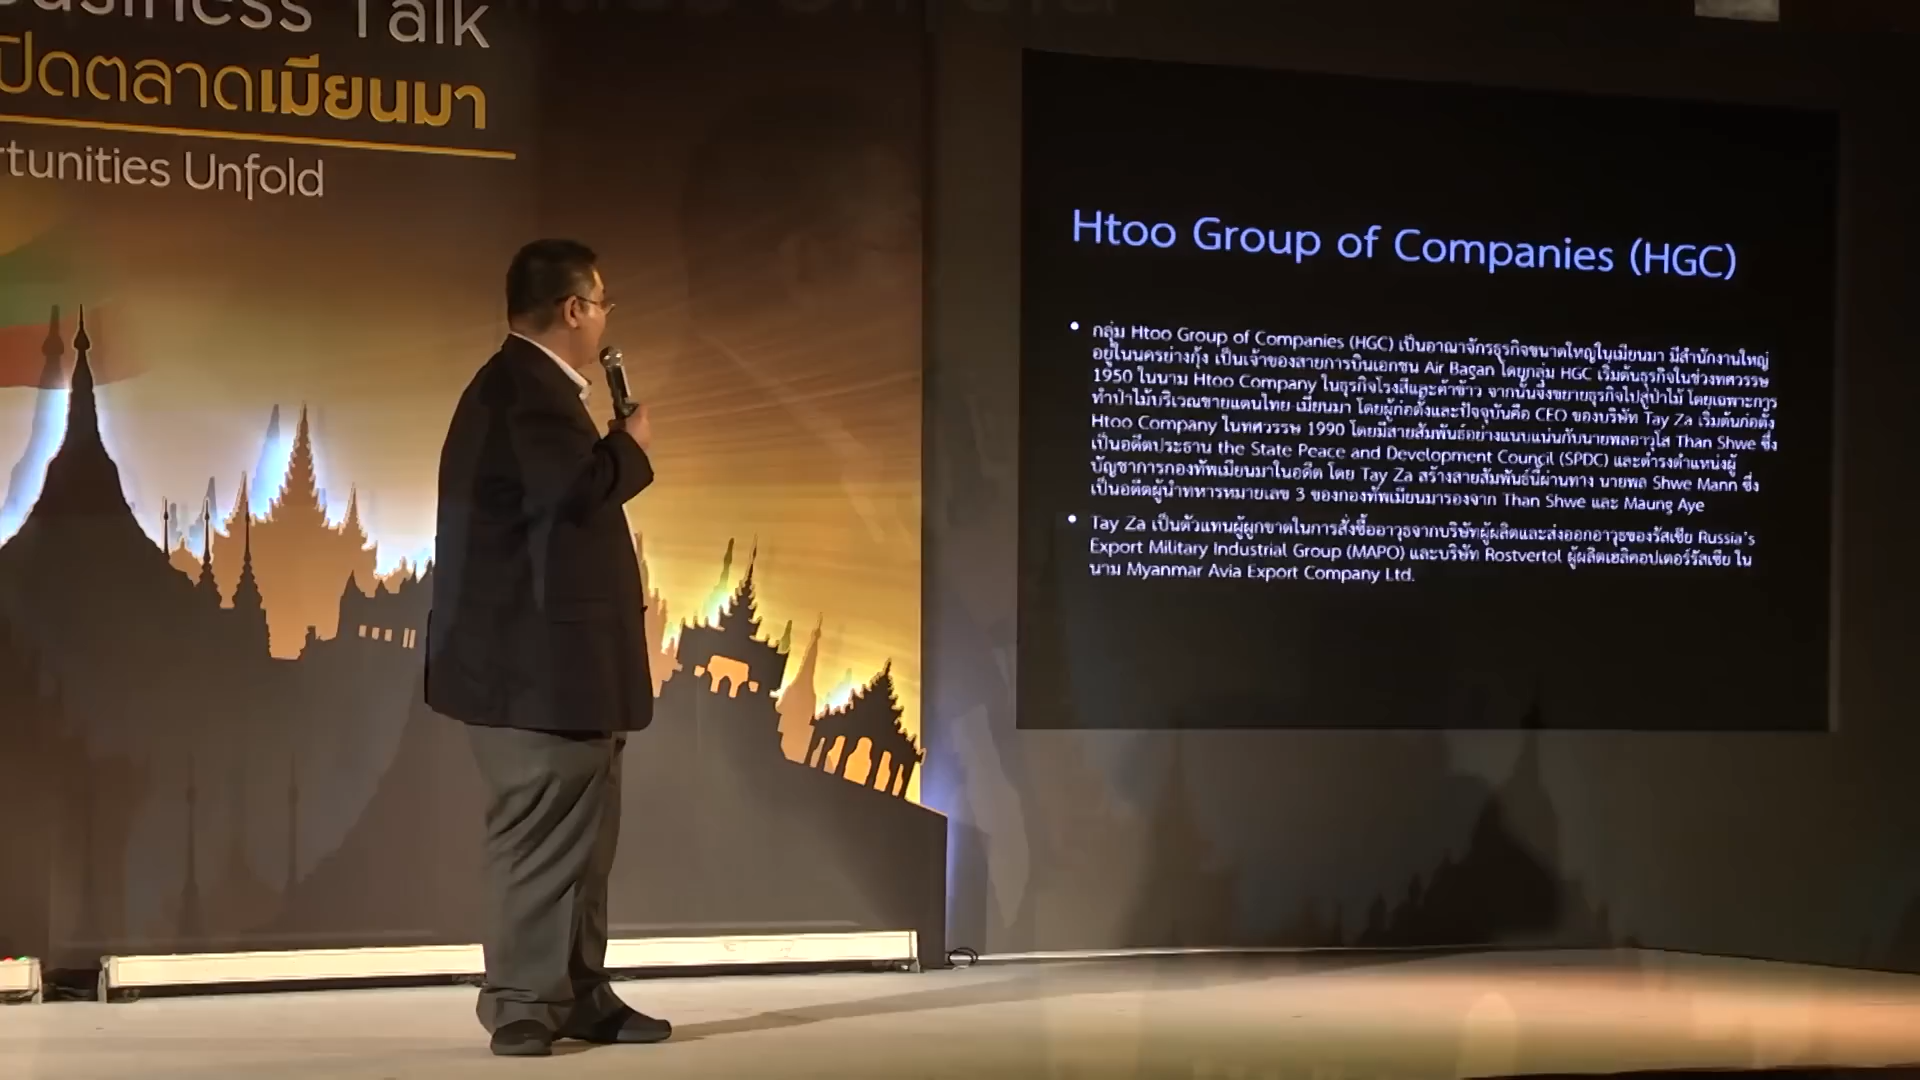 Business Talk
เปิดตลาดเมียนมา
rtunities Unfold
Htoo Group of Companies (HGC)
• กลุ่ม Htoo Group of Companies (HGC) เป็นอาณาจักรธุรกิจขนาดใหญ่ในเมียนมา มีสำนักงานใหญ่
อยู่ในนครย่างกุ้ง เป็นเจ้าของสายการบินเอกชน Air Bagan โดยกลุ่ม HGC เริ่มต้นธุรกิจในช่วงทศวรรษ
1950 ในนาม Htoo Company ในธุรกิจโรงสีและค้าข้าว จากนั้นจึงขยายธุรกิจไปสู่ป่าไม้ โดยเฉพาะการ
ทำป่าไม้บริเวณชายแดนไทย เมียนมา โดยผู้ก่อตั้งและปัจจุบันคือ CEO ของบริษัท Tay Za เริ่มต้นก่อตั้ง
Htoo Company ในทศวรรษ 1990 โดยมีสายสัมพันธ์อย่างแนบแน่นกับนายพลอาวุโส Than Shwe ซึ่ง
เป็นอดีตประธาน the State Peace and Development Council (SPDC) และดำรงตำแหน่งผู้
บัญชาการกองทัพเมียนมาในอดีต โดย Tay Za สร้างสายสัมพันธ์นี้ผ่านทาง นายพล Shwe Mann ซึ่ง
เป็นอดีตผู้นำทหารหมายเลข 3 ของกองทัพเมียนมารองจาก Than Shwe และ Maung Aye
• Tay Za เป็นตัวแทนผู้ผูกขาดในการสั่งซื้ออาวุธจากบริษัทผู้ผลิตและส่งออกอาวุธของรัสเซีย Russia's
Export Military Industrial Group (MAPO) และบริษัท Rostvertol ผู้ผลิตเฮลิคอปเตอร์รัสเซีย ใน
นาม Myanmar Avia Export Company Ltd.